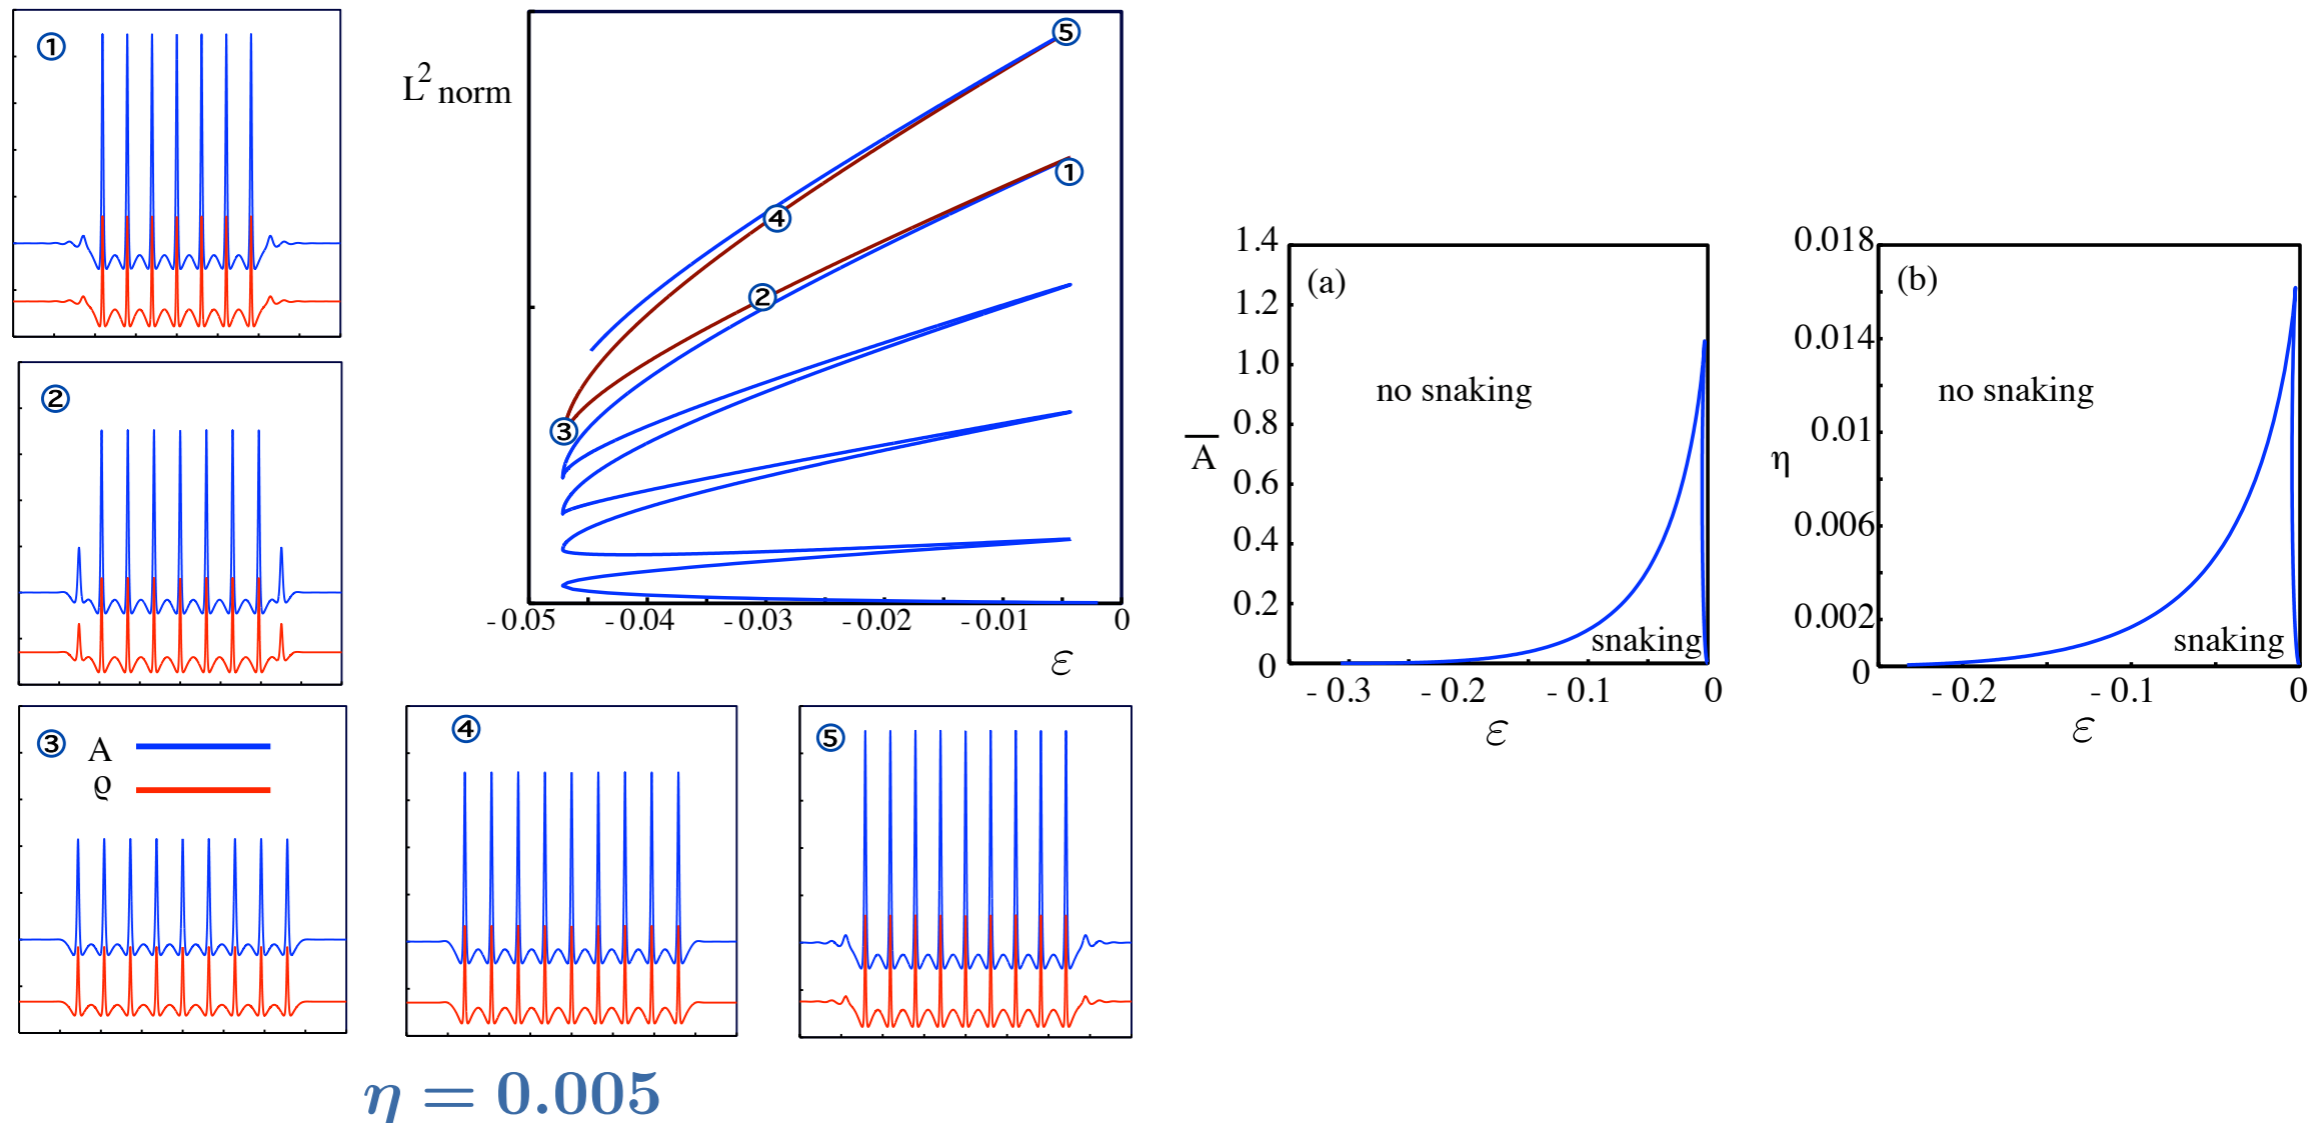 ①
②
③ A
ϱ
④
⑤
L² norm
⑤
④
①
②
③
-0.05 -0.04 -0.03 -0.02 -0.01 0
ε
η = 0.005
(a)
1.4
1.2
1.0
0.8
0.6
0.4
0.2
0
A̅
no snaking
snaking
-0.3 -0.2 -0.1 0
ε
(b)
0.018
0.014
0.01
0.006
0.002
0
η
no snaking
snaking
-0.2 -0.1 0
ε